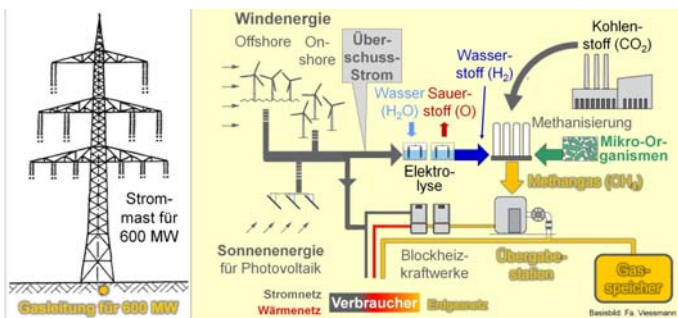 Strom-
mast für
600 MW
Gasleitung für 600 MW
Windenergie
Offshore
On-
shore
Über-
schuss-
Strom
Wasser-
stoff (H₂)
Kohlen-
stoff (CO₂)
Wasser
(H₂O)
Sauer-
stoff (O)
Methanisierung
Mikro-Or-
ganismen
Elektro-
lyse
Methangas (CH₄)
Sonnenenergie
für Photovoltaik
Blockheiz-
kraftwerke
Übergabe-
station
Gas-
speicher
Stromnetz
Wärmenetz
Verbraucher
Erdgasnetz
Basisbild: Fa. Viessmann